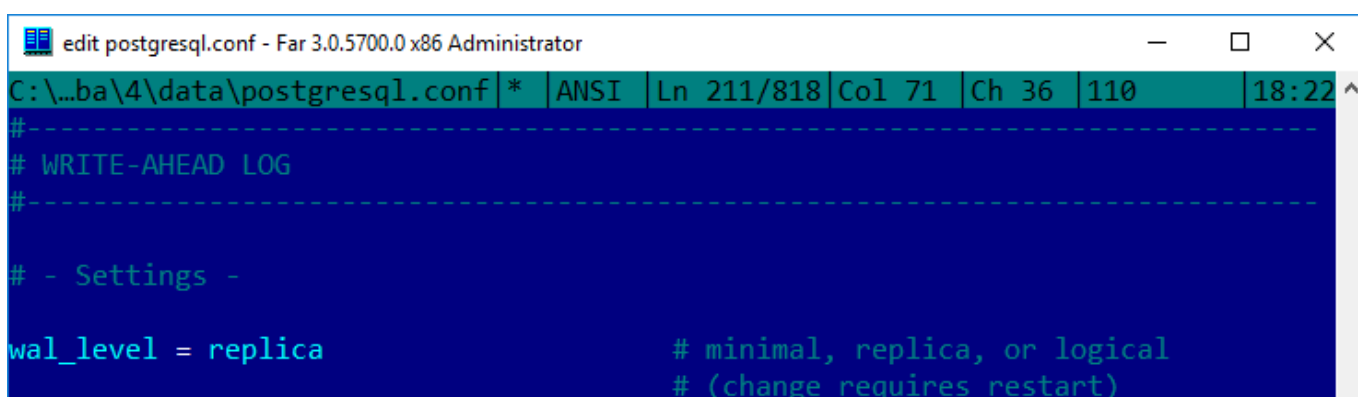 edit postgresql.conf - Far 3.0.5700.0 x86 Administrator
C:\…ba\4\data\postgresql.conf * ANSI Ln 211/818 Col 71 Ch 36 110 18:22
#------------------------------------------------------------------------------
# WRITE-AHEAD LOG
#------------------------------------------------------------------------------
# - Settings -
wal_level = replica # minimal, replica, or logical
# (change requires restart)